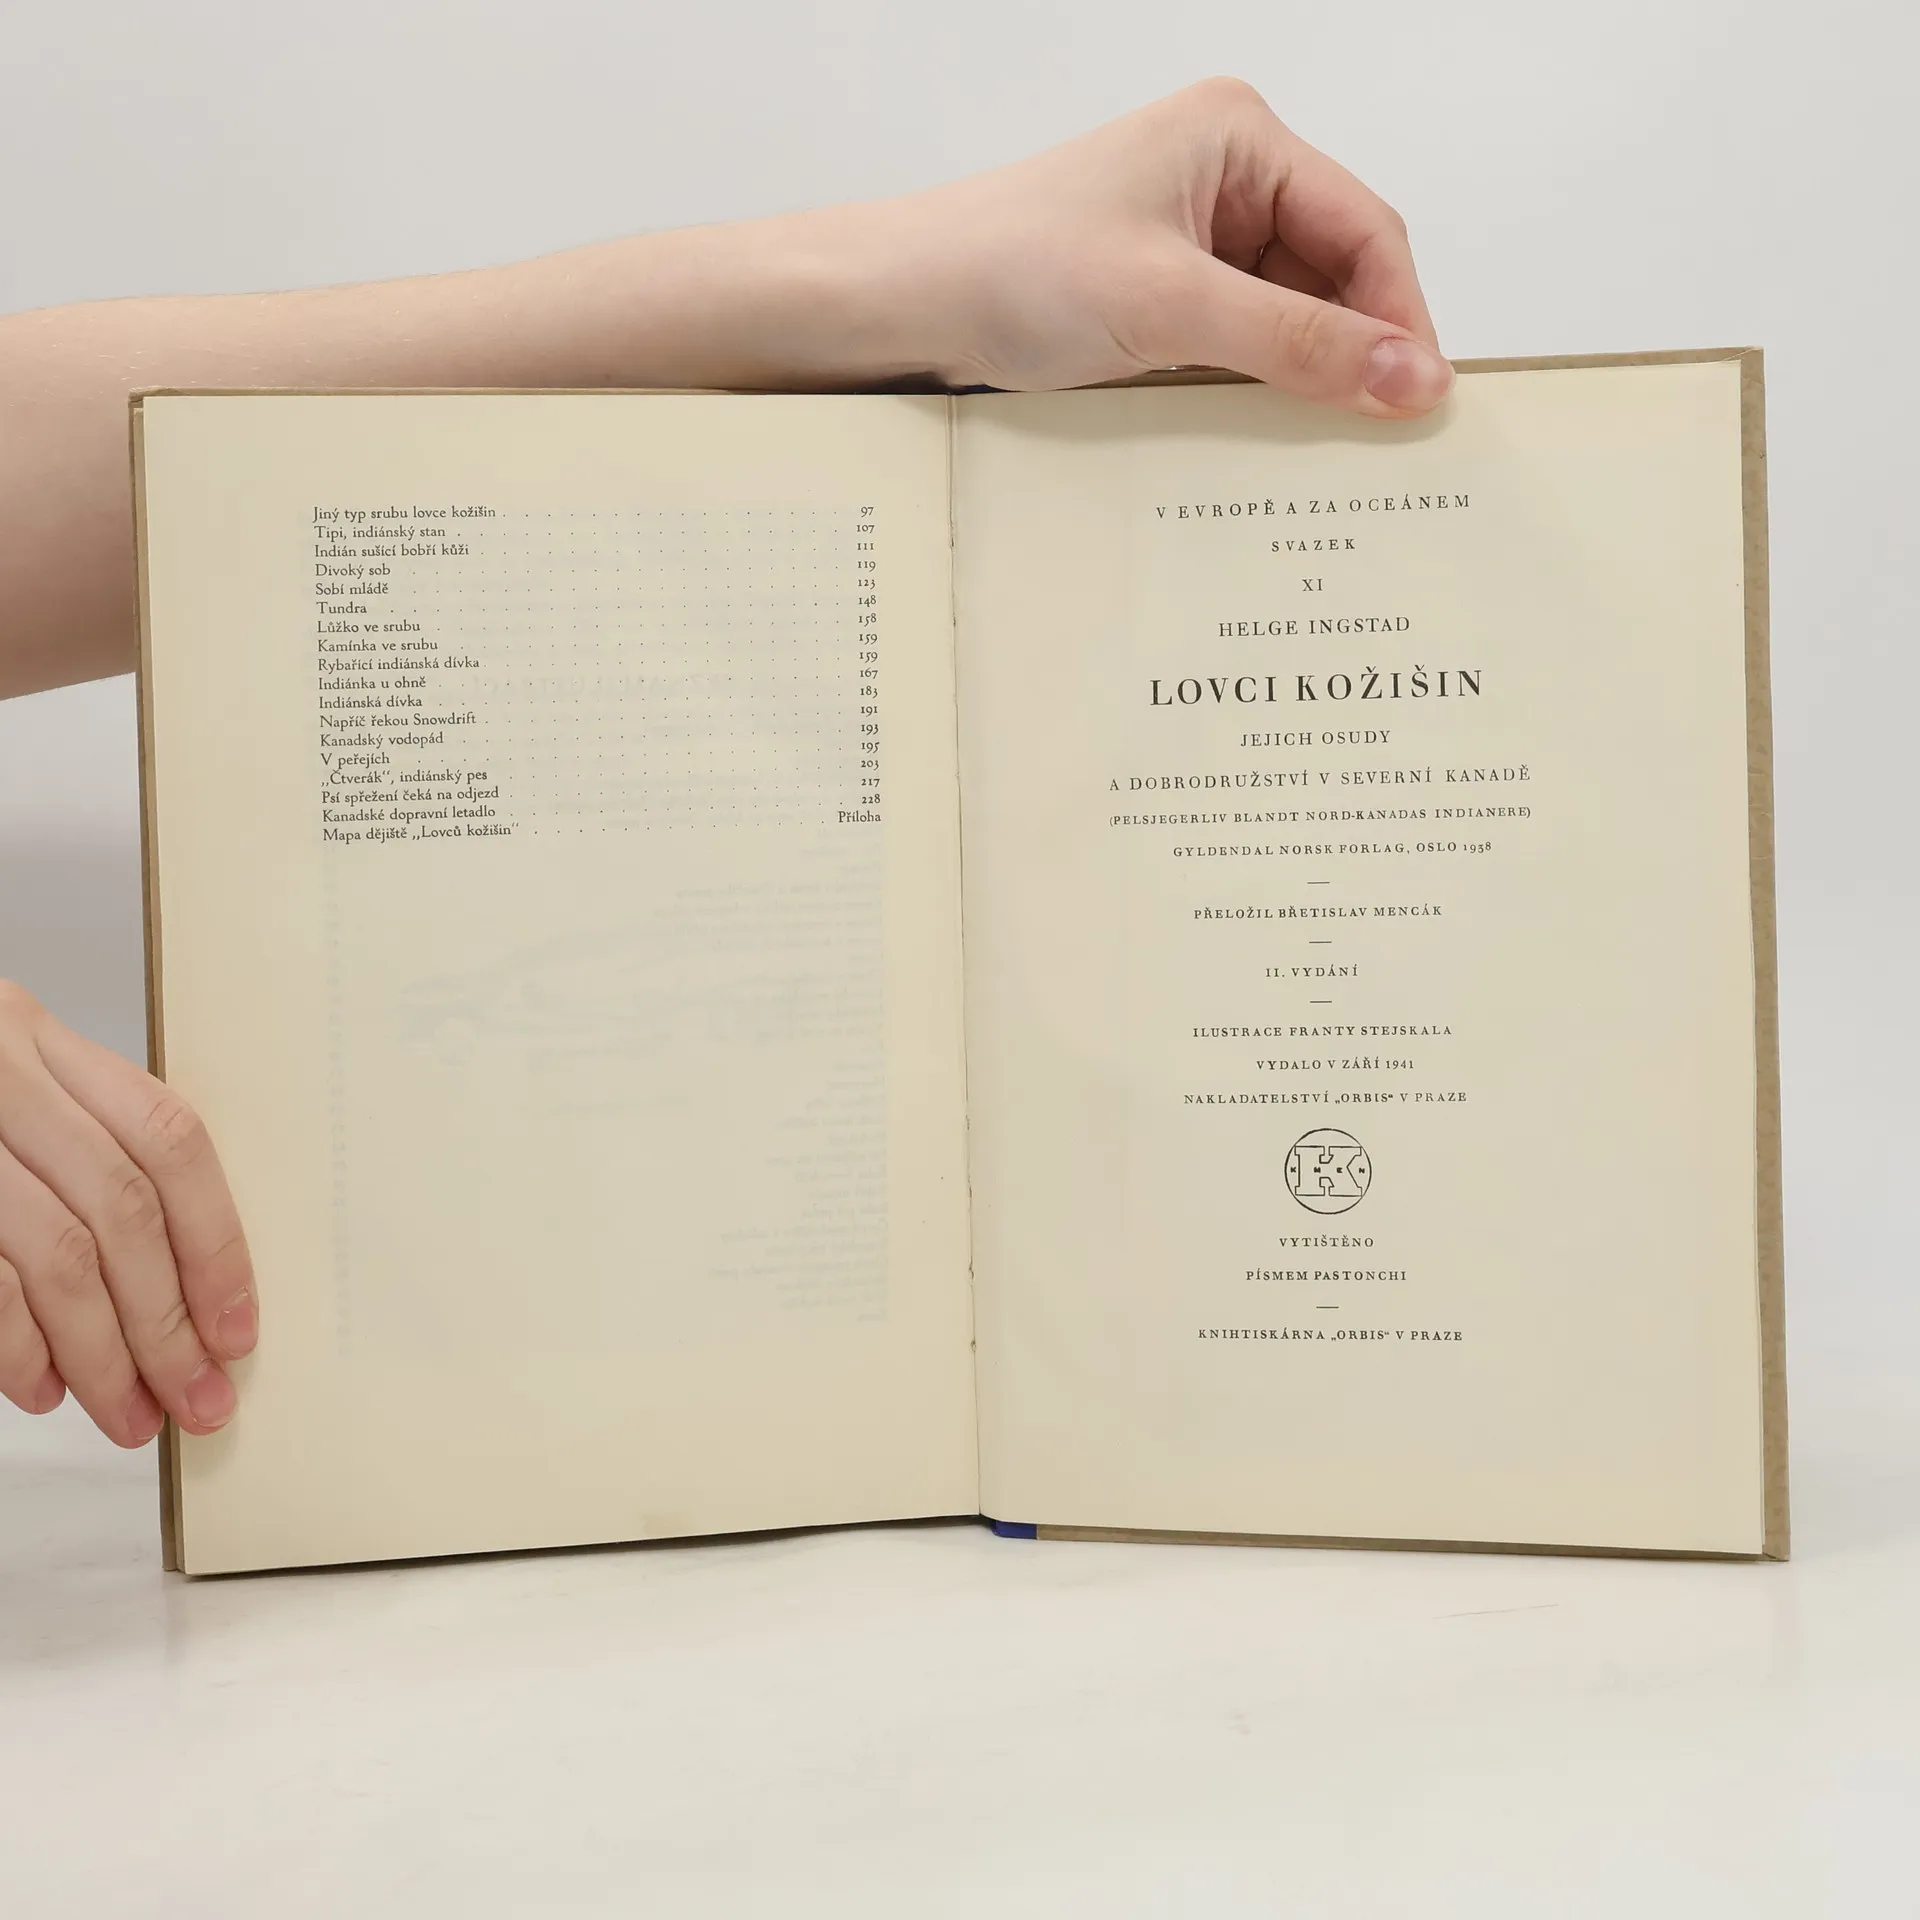 Jiný typ srubu lovce kožišin . . . . . . . . . . . . . . . 97
Tipi, indiánský stan . . . . . . . . . . . . . . . . . 107
Indián sušící bobří kůži . . . . . . . . . . . . . . . . 111
Divoký sob . . . . . . . . . . . . . . . . . . . 119
Sobí mládě . . . . . . . . . . . . . . . . . . . 123
Tundra . . . . . . . . . . . . . . . . . . . . 148
Lůžko ve srubu . . . . . . . . . . . . . . . . . . 158
Kamínka ve srubu . . . . . . . . . . . . . . . . . 159
Rybařící indiánská dívka . . . . . . . . . . . . . . . . 159
Indiánka u ohně . . . . . . . . . . . . . . . . . . 167
Indiánská dívka . . . . . . . . . . . . . . . . . . 183
Napříč řekou Snowdrift . . . . . . . . . . . . . . . . 191
Kanadský vodopád . . . . . . . . . . . . . . . . . 193
V peřejích . . . . . . . . . . . . . . . . . . . 195
„Čtverák“, indiánský pes . . . . . . . . . . . . . . . 203
Psí spřežení čeká na odjezd . . . . . . . . . . . . . . . 217
Kanadské dopravní letadlo . . . . . . . . . . . . . . . 228
Mapa dějiště „Lovců kožišin“ . . . . . . . . . . . . . Příloha
V EVROPĚ A ZA OCEÁNEM
SVAZEK
XI
HELGE INGSTAD
LOVCI KOŽIŠIN
JEJICH OSUDY
A DOBRODRUŽSTVÍ V SEVERNÍ KANADĚ
(PELSJEGERLIV BLANDT NORD-KANADAS INDIANERE)
GYLDENDAL NORSK FORLAG, OSLO 1938
PŘELOŽIL BŘETISLAV MENCÁK
II. VYDÁNÍ
ILUSTRACE FRANTY STEJSKALA
VYDALO V ZÁŘÍ 1941
NAKLADATELSTVÍ „ORBIS“ V PRAZE
K M E N
K
VYTIŠTĚNO
PÍSMEM PASTONCHI
KNIHTISKÁRNA „ORBIS“ V PRAZE